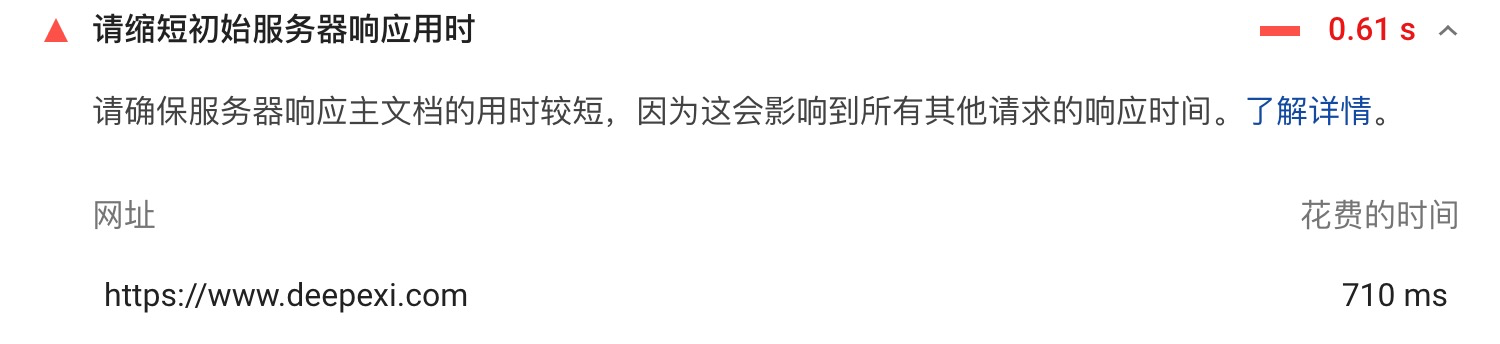 请缩短初始服务器响应用时 0.61 s
请确保服务器响应主文档的用时较短，因为这会影响到所有其他请求的响应时间。了解详情。
网址 花费的时间
https://www.deepexi.com 710 ms